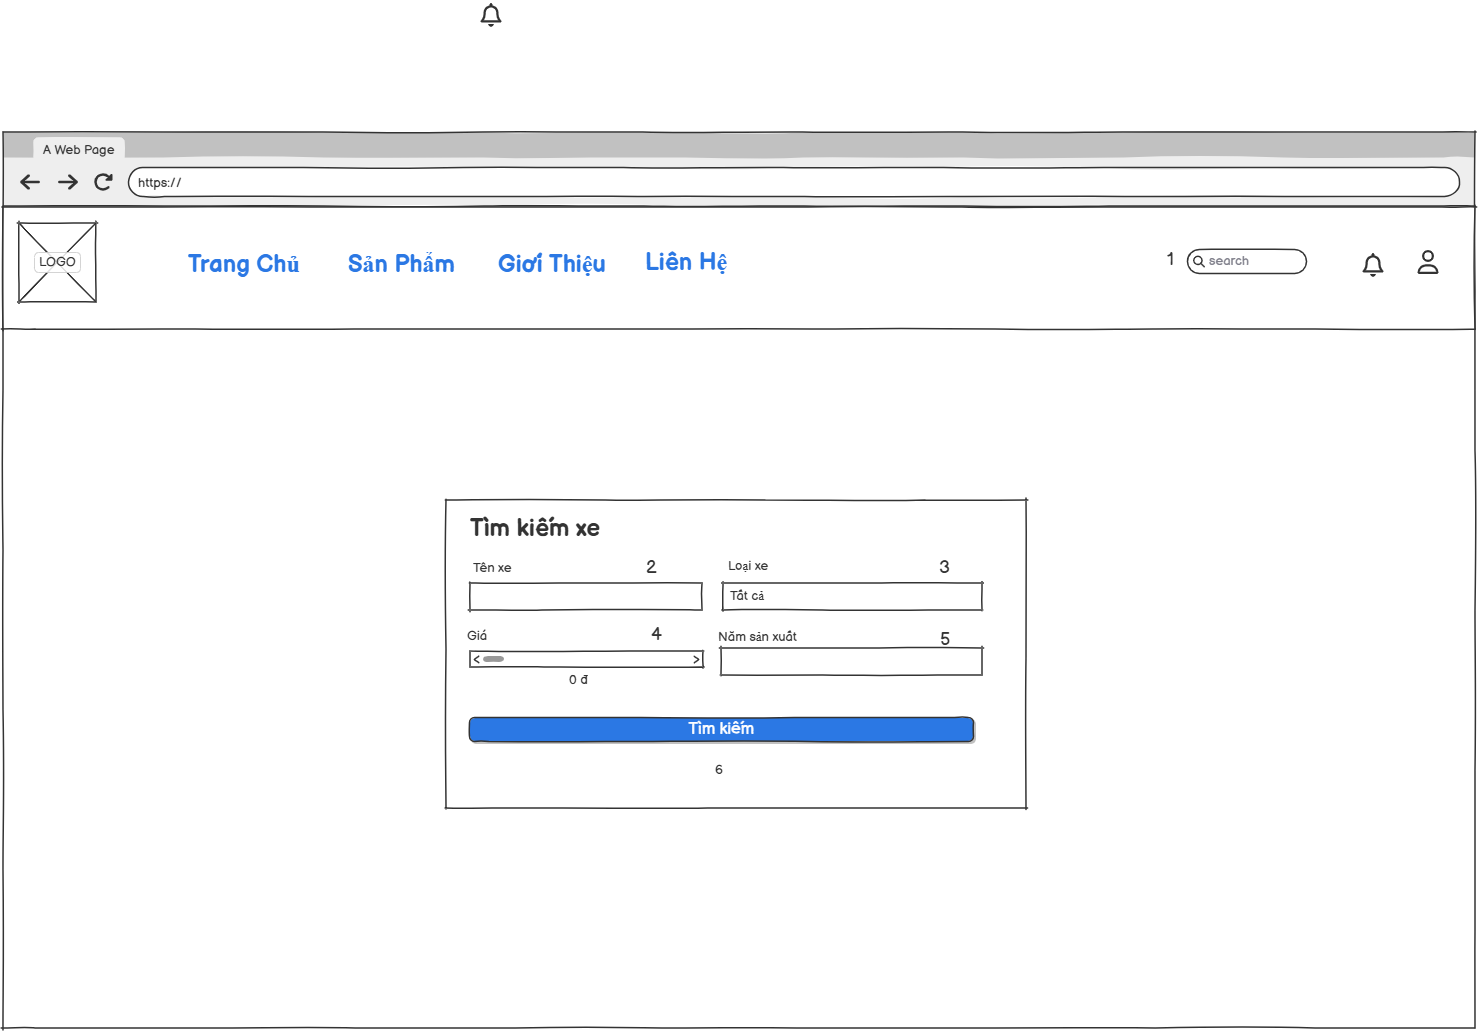 A Web Page
https://
LOGO
Trang Chủ
Sản Phẩm
Giới Thiệu
Liên Hệ
1
search
Tìm kiếm xe
Tên xe
2
Loại xe
3
Tất cả
Giá
4
Năm sản xuất
5
< >
0 đ
Tìm kiếm
6